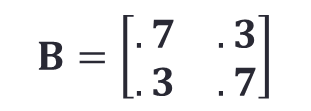 B = [.7 .3
.3 .7]